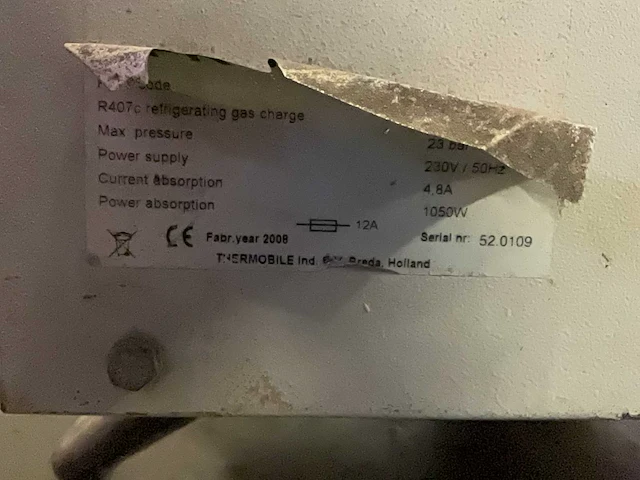 R407c refrigerating gas charge
Max pressure 23 bar
Power supply 230V / 50Hz
Current absorption 4,8A
Power absorption 1050W
12A
CE Fabr.year 2008 Serial nr: 52.0109
THERMOBILE Ind. Breda, Holland